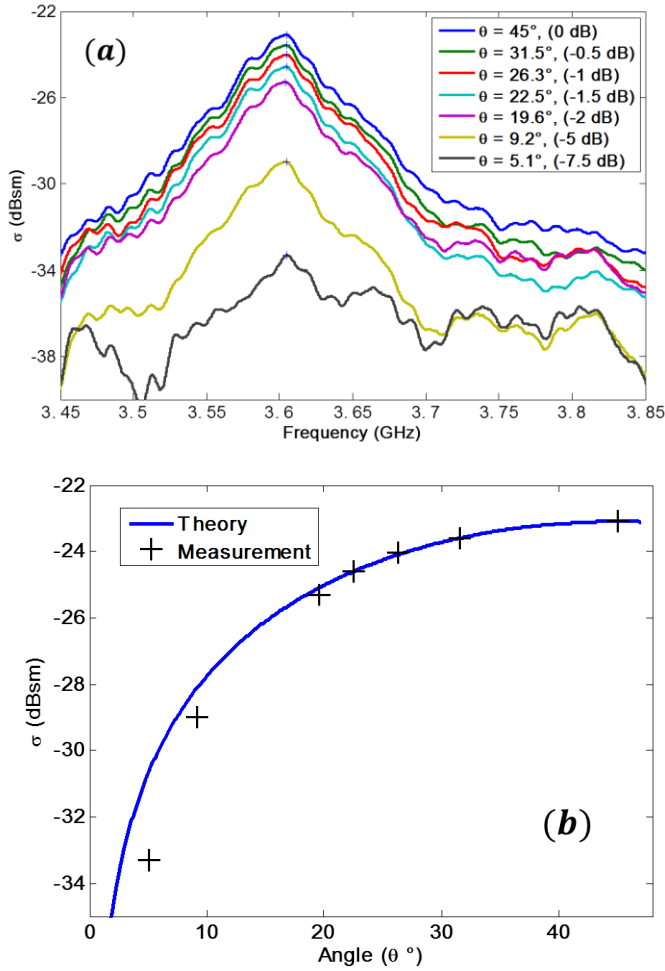 (a)
θ = 45°, (0 dB)
θ = 31.5°, (-0.5 dB)
θ = 26.3°, (-1 dB)
θ = 22.5°, (-1.5 dB)
θ = 19.6°, (-2 dB)
θ = 9.2°, (-5 dB)
θ = 5.1°, (-7.5 dB)
-22
-26
-30
-34
-38
σ (dBsm)
3.45 3.5 3.55 3.6 3.65 3.7 3.75 3.8 3.85
Frequency (GHz)
-22
-24
-26
-28
-30
-32
-34
σ (dBsm)
Theory
Measurement
(b)
0 10 20 30 40
Angle (θ °)